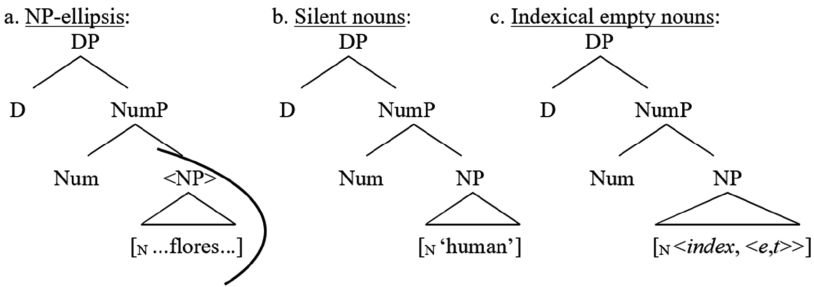 a. NP-ellipsis: b. Silent nouns: c. Indexical empty nouns:
DP DP DP
D NumP D NumP D NumP
Num <NP> Num NP Num NP
[N ...flores...] [N ‘human’] [N <index, <e,t>>]